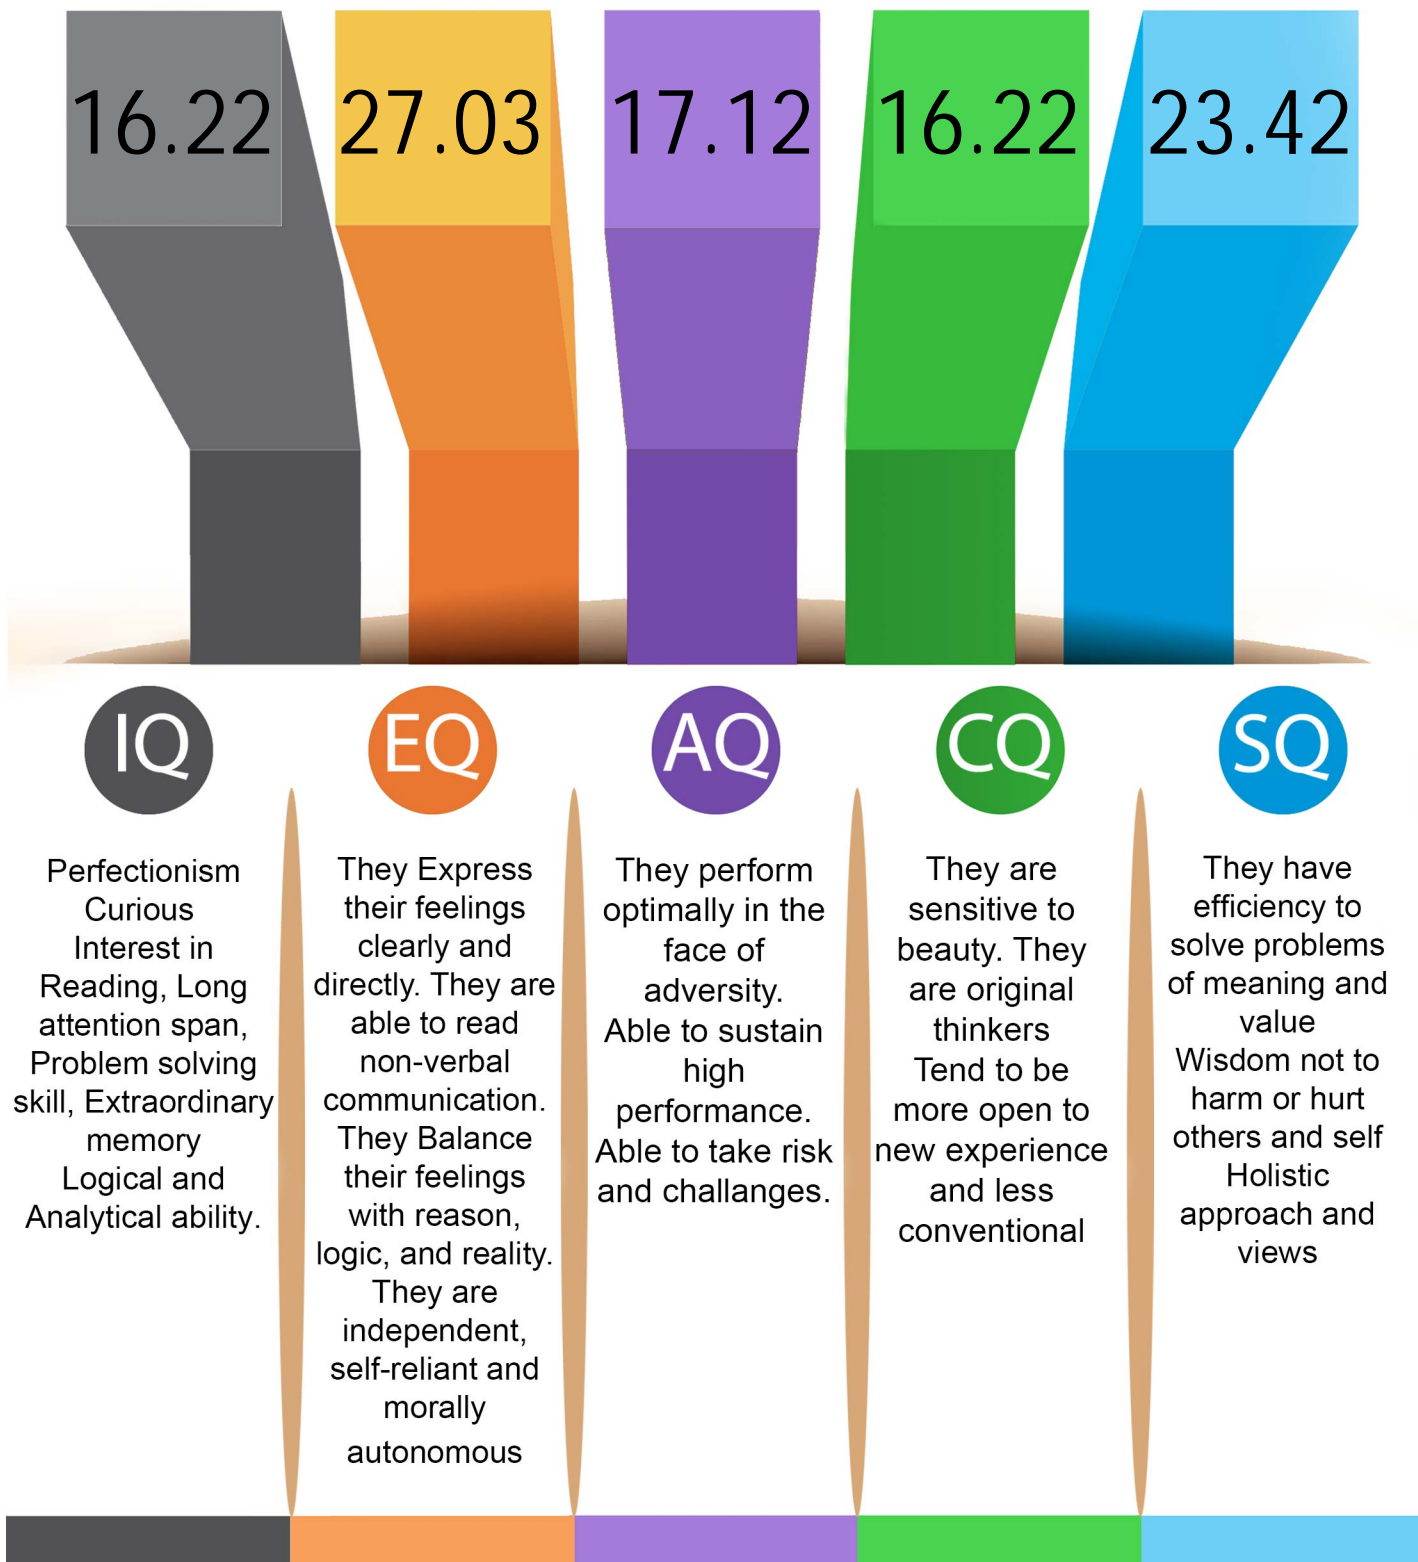 16.22
27.03
17.12
16.22
23.42
IQ
EQ
AQ
CQ
SQ
Perfectionism
Curious
Interest in
Reading, Long
attention span,
Problem solving
skill, Extraordinary
memory
Logical and
Analytical ability.
They Express
their feelings
clearly and
directly. They are
able to read
non-verbal
communication.
They Balance
their feelings
with reason,
logic, and reality.
They are
independent,
self-reliant and
morally
autonomous
They perform
optimally in the
face of
adversity.
Able to sustain
high
performance.
Able to take risk
and challanges.
They are
sensitive to
beauty. They
are original
thinkers
Tend to be
more open to
new experience
and less
conventional
They have
efficiency to
solve problems
of meaning and
value
Wisdom not to
harm or hurt
others and self
Holistic
approach and
views